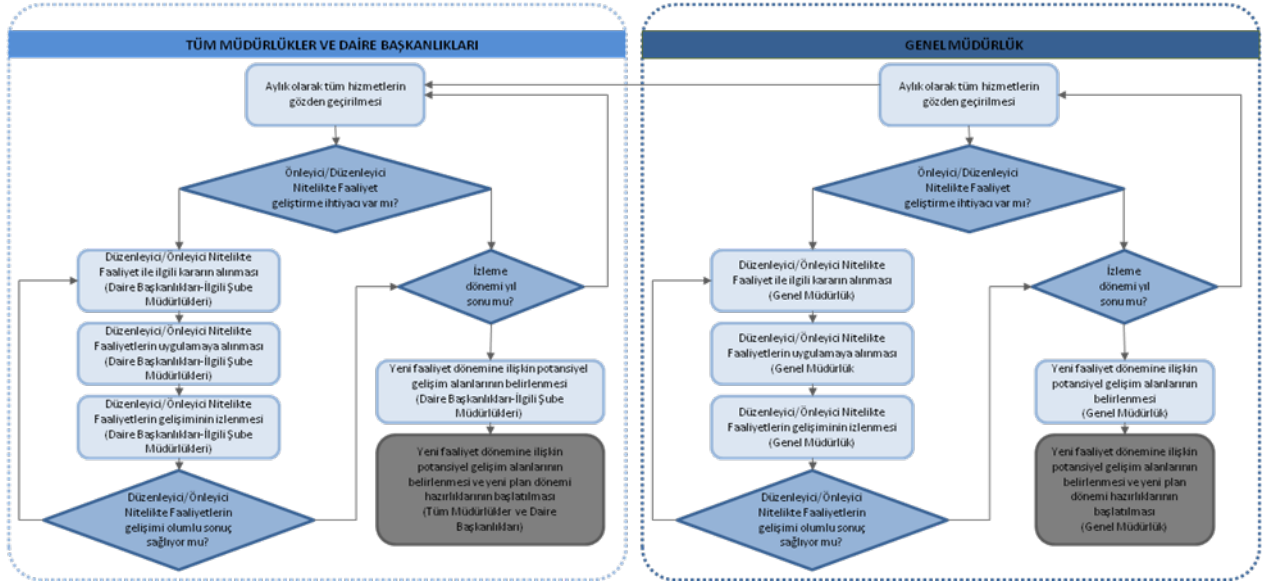 TÜM MÜDÜRLÜKLER VE DAİRE BAŞKANLIKLARI
Aylık olarak tüm hizmetlerin
gözden geçirilmesi
Önleyici/Düzenleyici
Nitelikte Faaliyet
geliştirme ihtiyacı var mı?
Düzenleyici/Önleyici Nitelikte
Faaliyet ile ilgili kararın alınması
(Daire Başkanlıkları-İlgili Şube
Müdürlükleri)
İzleme
dönemi yıl
sonu mu?
Düzenleyici/Önleyici Nitelikte
Faaliyetlerin uygulamaya alınması
(Daire Başkanlıkları-İlgili Şube
Müdürlükleri)
Yeni faaliyet dönemine ilişkin potansiyel
gelişim alanlarının belirlenmesi
(Daire Başkanlıkları-İlgili Şube
Müdürlükleri)
Düzenleyici/Önleyici Nitelikte
Faaliyetlerin gelişiminin izlenmesi
(Daire Başkanlıkları-İlgili Şube
Müdürlükleri)
Yeni faaliyet dönemine ilişkin
potansiyel gelişim alanlarının
belirlenmesi ve yeni plan dönemi
hazırlıklarının başlatılması
(Tüm Müdürlükler ve Daire
Başkanlıkları)
Düzenleyici/Önleyici
Nitelikte Faaliyetlerin
gelişimi olumlu sonuç
sağlıyor mu?
GENEL MÜDÜRLÜK
Aylık olarak tüm hizmetlerin
gözden geçirilmesi
Önleyici/Düzenleyici
Nitelikte Faaliyet
geliştirme ihtiyacı var mı?
Düzenleyici/Önleyici Nitelikte
Faaliyet ile ilgili kararın alınması
(Genel Müdürlük)
İzleme
dönemi yıl
sonu mu?
Düzenleyici/Önleyici Nitelikte
Faaliyetlerin uygulamaya alınması
(Genel Müdürlük
Yeni faaliyet dönemine ilişkin
potansiyel gelişim alanlarının
belirlenmesi
(Genel Müdürlük)
Düzenleyici/Önleyici Nitelikte
Faaliyetlerin gelişiminin izlenmesi
(Genel Müdürlük)
Yeni faaliyet dönemine ilişkin
potansiyel gelişim alanlarının
belirlenmesi ve yeni plan
dönemi hazırlıklarının
başlatılması
(Genel Müdürlük)
Düzenleyici/Önleyici
Nitelikte Faaliyetlerin
gelişimi olumlu sonuç
sağlıyor mu?